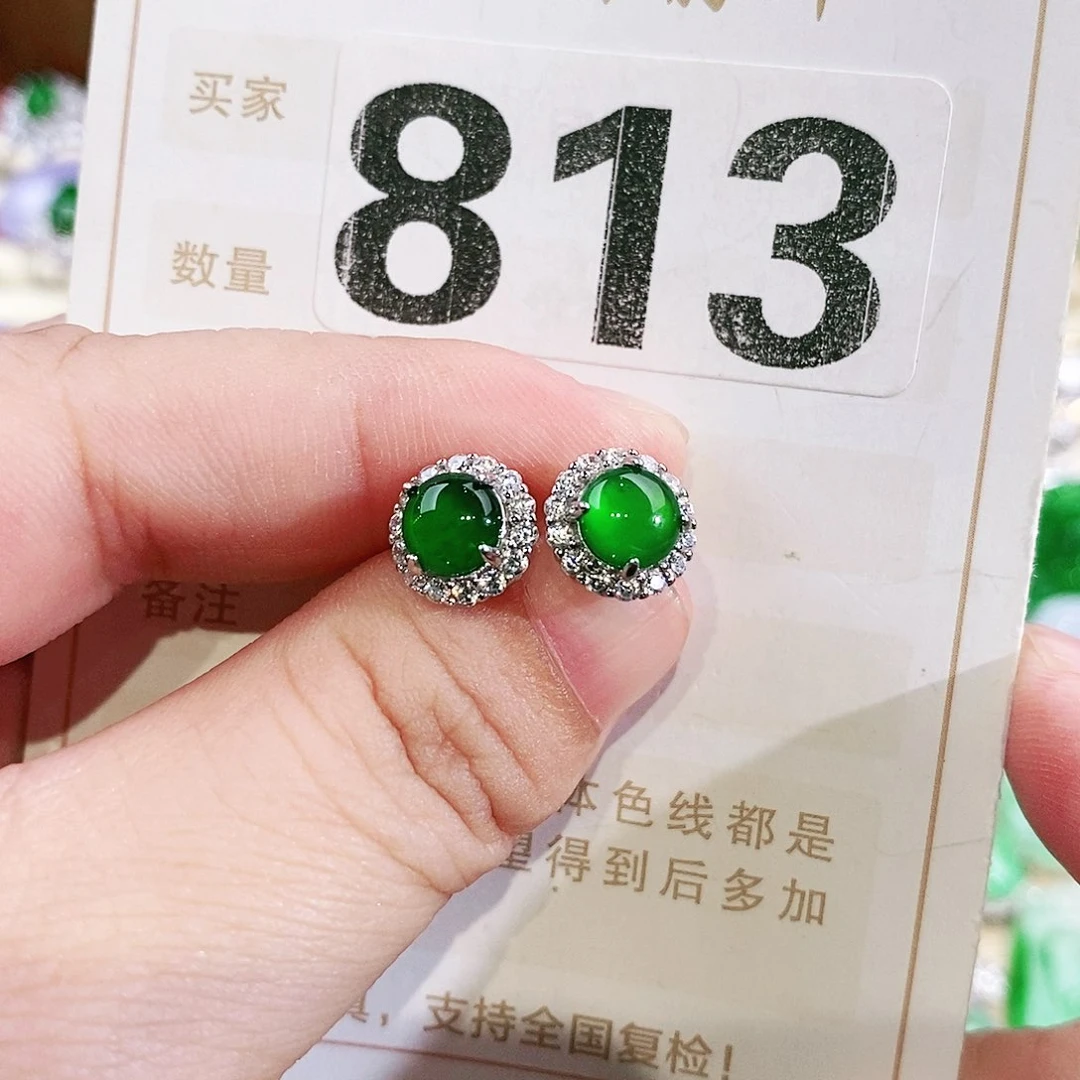 买家
813
数量
备注
本色线都是
望得到后多加
，支持全国复检！